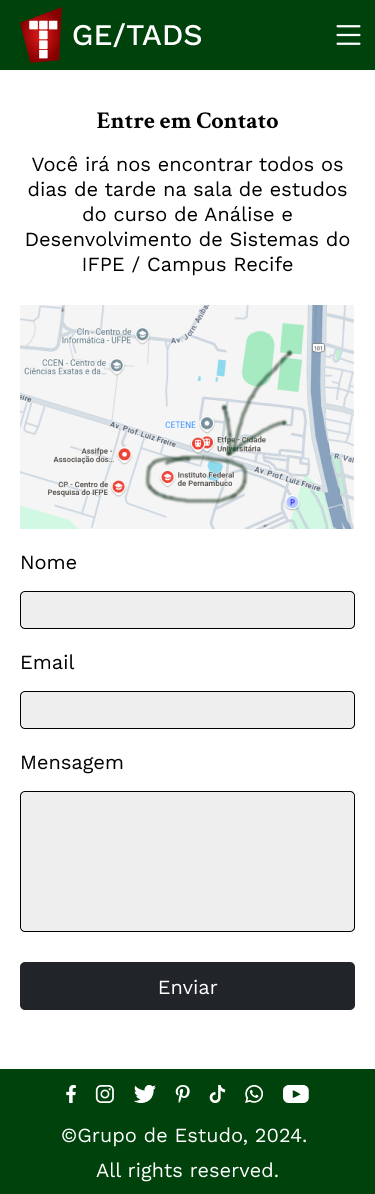 T GE/TADS
Entre em Contato
Você irá nos encontrar todos os
dias de tarde na sala de estudos
do curso de Análise e
Desenvolvimento de Sistemas do
IFPE / Campus Recife
CIn - Centro de
Informática - UFPE
Av. Jorn. Aníba
CCEN - Centro de
Ciências Exatas e da...
101
CETENE
Av. Prof. Luiz Freire
Etfpe - Cidade
Universitária
Assifpe -
Associação dos...
R. Va
Av. Prof. Luiz Freire
Instituto Federal
de Pernambuco
CP - Centro de
Pesquisa do IFPE
P
Nome
Email
Mensagem
Enviar
©Grupo de Estudo, 2024.
All rights reserved.